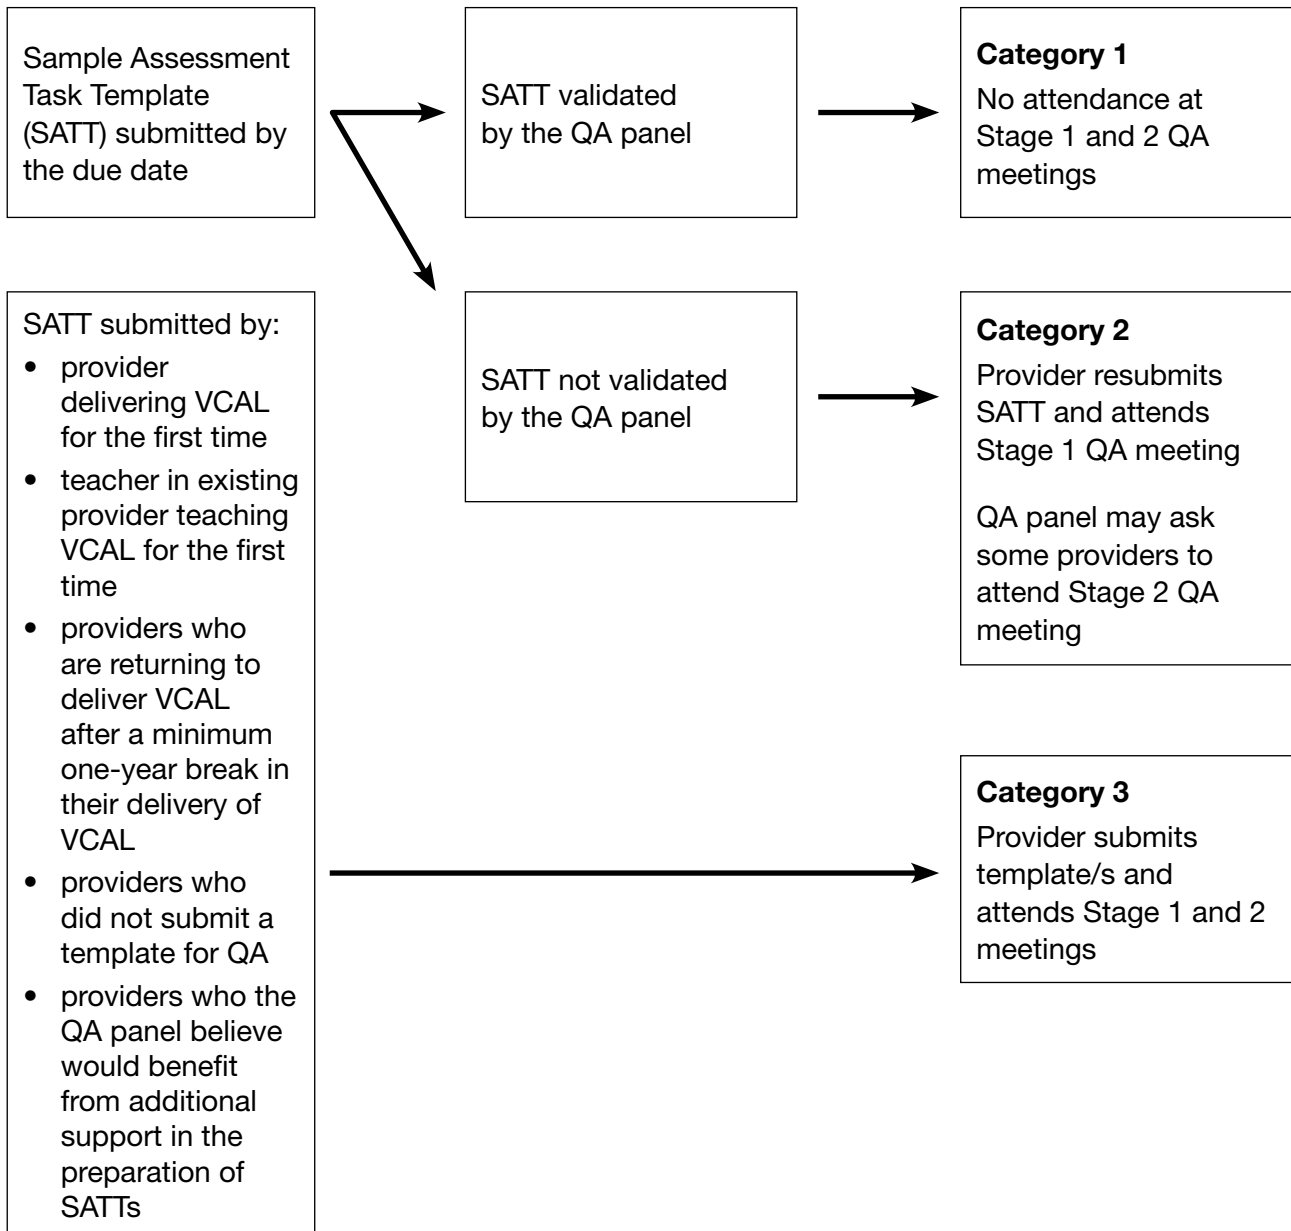 Sample Assessment
Task Template
(SATT) submitted by
the due date
SATT validated
by the QA panel
Category 1
No attendance at
Stage 1 and 2 QA
meetings
SATT submitted by:
• provider
delivering VCAL
for the first time
• teacher in existing
provider teaching
VCAL for the first
time
• providers who
are returning to
deliver VCAL
after a minimum
one-year break in
their delivery of
VCAL
• providers who
did not submit a
template for QA
• providers who the
QA panel believe
would benefit
from additional
support in the
preparation of
SATTs
SATT not validated
by the QA panel
Category 2
Provider resubmits
SATT and attends
Stage 1 QA meeting
QA panel may ask
some providers to
attend Stage 2 QA
meeting
Category 3
Provider submits
template/s and
attends Stage 1 and 2
meetings